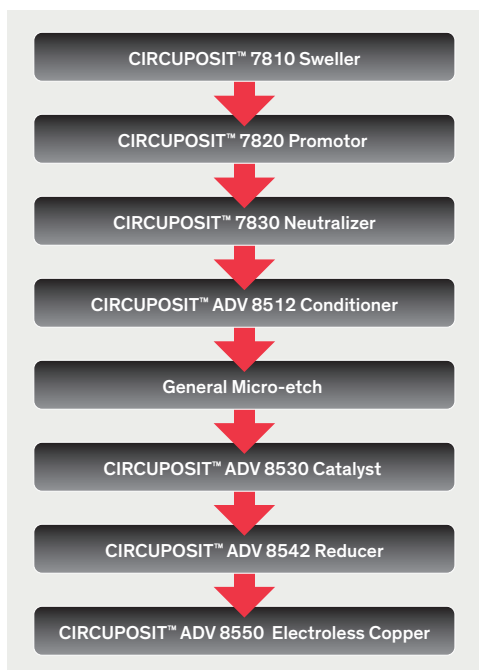 CIRCUPOSIT™ 7810 Sweller
CIRCUPOSIT™ 7820 Promotor
CIRCUPOSIT™ 7830 Neutralizer
CIRCUPOSIT™ ADV 8512 Conditioner
General Micro-etch
CIRCUPOSIT™ ADV 8530 Catalyst
CIRCUPOSIT™ ADV 8542 Reducer
CIRCUPOSIT™ ADV 8550 Electroless Copper